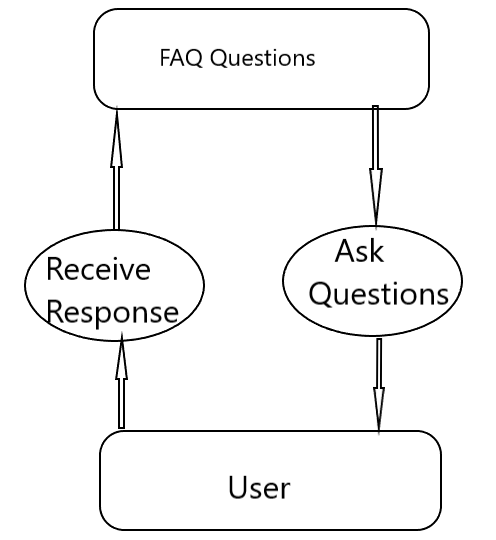 FAQ Questions
Receive
Response
Ask
Questions
User